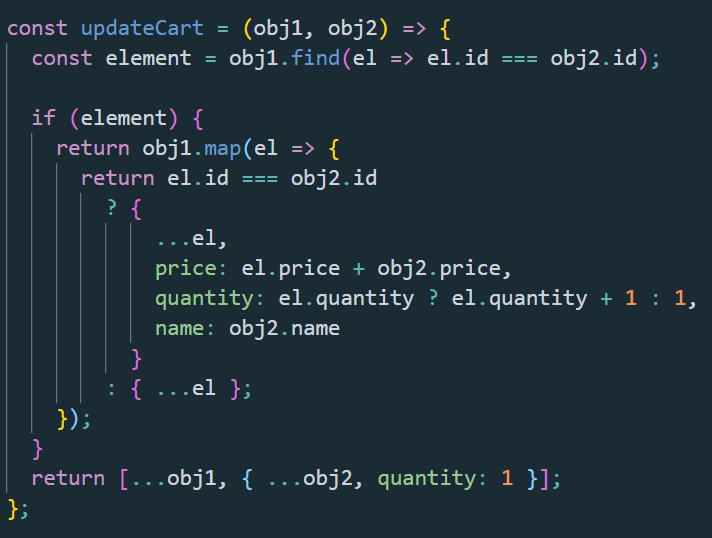 const updateCart = (obj1, obj2) => {
  const element = obj1.find(el => el.id === obj2.id);

  if (element) {
    return obj1.map(el => {
      return el.id === obj2.id
        ? {
            ...el,
            price: el.price + obj2.price,
            quantity: el.quantity ? el.quantity + 1 : 1,
            name: obj2.name
          }
        : { ...el };
    });
  }
  return [...obj1, { ...obj2, quantity: 1 }];
};